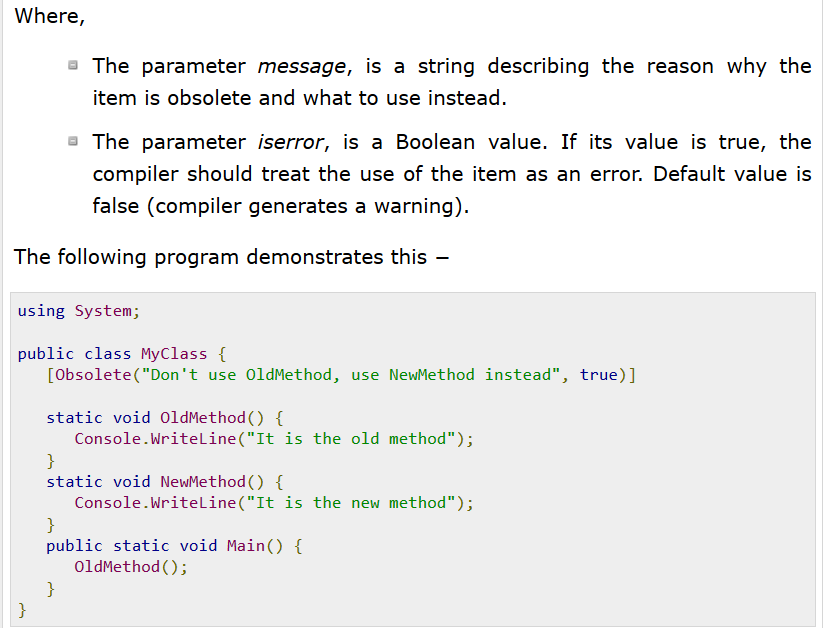 Where,
The parameter message, is a string describing the reason why the
item is obsolete and what to use instead.
The parameter iserror, is a Boolean value. If its value is true, the
compiler should treat the use of the item as an error. Default value is
false (compiler generates a warning).
The following program demonstrates this −
using System;
public class MyClass {
   [Obsolete("Don't use OldMethod, use NewMethod instead", true)]
   static void OldMethod() {
      Console.WriteLine("It is the old method");
   }
   static void NewMethod() {
      Console.WriteLine("It is the new method");
   }
   public static void Main() {
      OldMethod();
   }
}